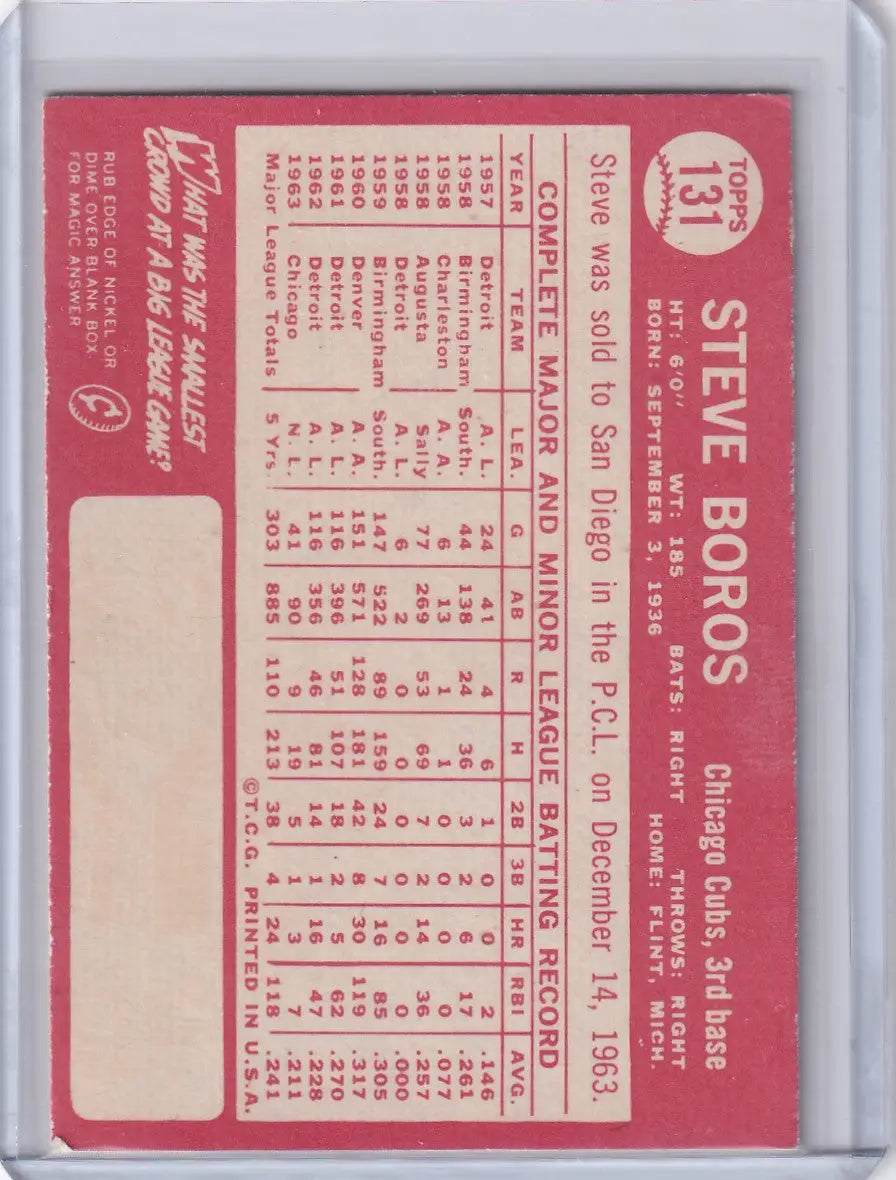 TOPPS
131
STEVE BOROS Chicago Cubs, 3rd base
HT: 6'0" WT: 185 BATS: RIGHT THROWS: RIGHT
BORN: SEPTEMBER 3, 1936 HOME: FLINT, MICH.
Steve was sold to San Diego in the P.C.L. on December 14, 1963.
COMPLETE MAJOR AND MINOR LEAGUE BATTING RECORD
YEAR TEAM LEA. G AB R H 2B 3B HR RBI AVG.
1957 Detroit A. L. 24 41 4 6 1 0 0 2 .146
1958 Birmingham South. 44 138 24 36 3 2 6 17 .261
1958 Charleston A. A. 6 13 1 1 0 0 0 0 .077
1958 Augusta Sally 77 269 53 69 7 2 14 36 .257
1958 Detroit A. L. 6 2 0 0 0 0 0 0 .000
1959 Birmingham South. 147 522 89 159 24 7 16 85 .305
1960 Denver A. A. 151 571 128 181 42 8 30 119 .317
1961 Detroit A. L. 116 396 51 107 18 2 5 62 .270
1962 Detroit A. L. 116 356 46 81 14 1 16 47 .228
1963 Chicago N. L. 41 90 9 19 5 1 3 7 .211
Major League Totals 5 Yrs. 303 885 110 213 38 4 24 118 .241
©T.C.G. PRINTED IN U.S.A.
WHAT WAS THE SMALLEST
CROWD AT A BIG LEAGUE GAME?
RUB EDGE OF NICKEL OR
DIME OVER BLANK BOX
FOR MAGIC ANSWER